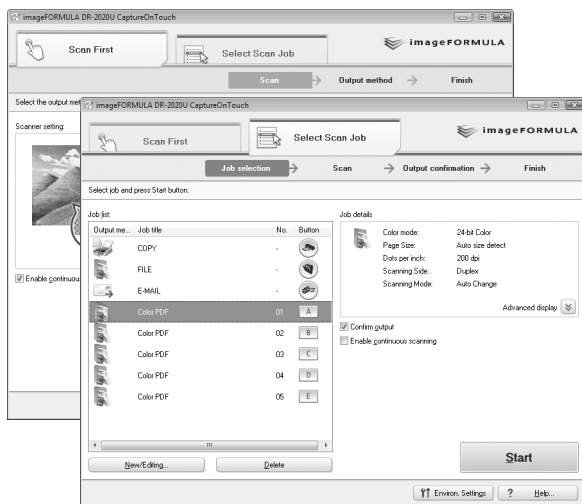 imageFORMULA DR-2020U CaptureOnTouch
Scan First
Select Scan Job
imageFORMULA
Scan
Output method
Finish
Select the output met
Scanner setting:
Enable continuou
imageFORMULA DR-2020U CaptureOnTouch
Scan First
Select Scan Job
imageFORMULA
Job selection
Scan
Output confirmation
Finish
Select job and press Start button.
Job list:
Output me... Job title No. Button
COPY -
FILE -
E-MAIL -
Color PDF 01 A
Color PDF 02 B
Color PDF 03 C
Color PDF 04 D
Color PDF 05 E
New/Editing...
Delete
Job details
Color mode: 24-bit Color
Page Size: Auto size detect
Dots per inch: 200 dpi
Scanning Side: Duplex
Scanning Mode: Auto Change
Advanced display
Confirm output
Enable continuous scanning
Start
Environ. Settings
? Help...